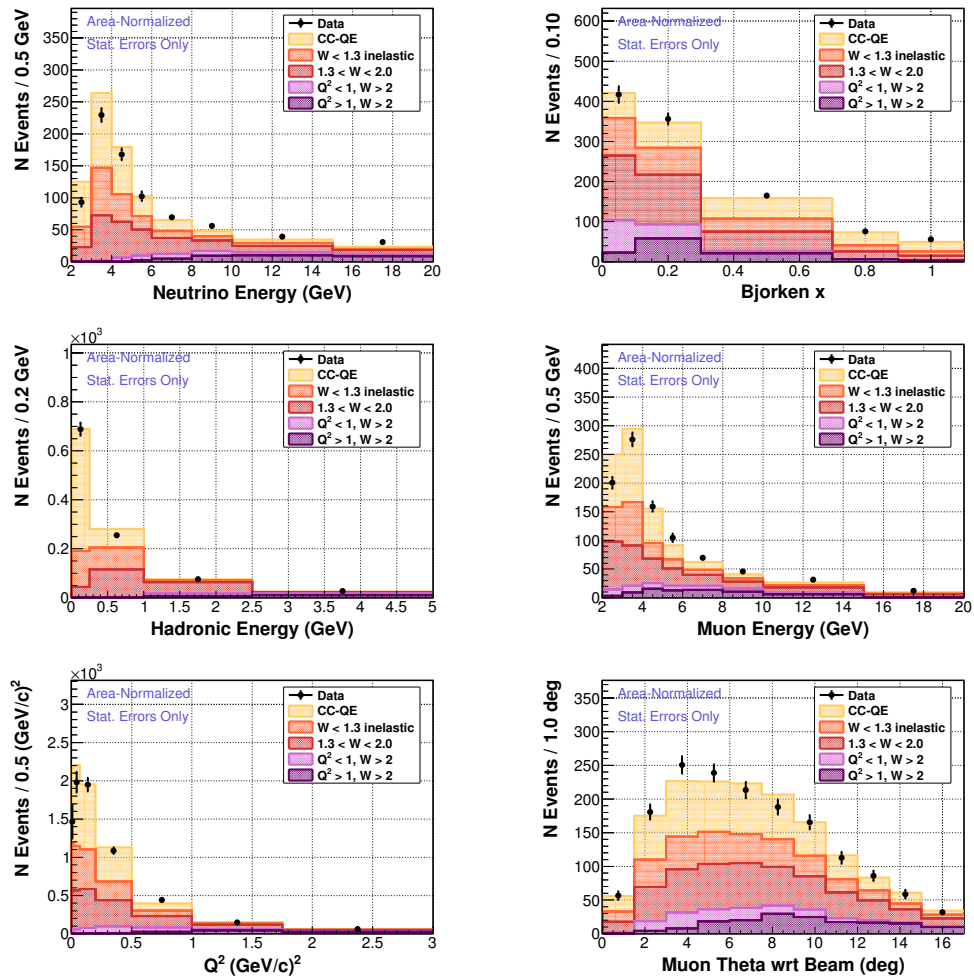 N Events / 0.5 GeV
350
300
250
200
150
100
50
0
Area-Normalized
Stat. Errors Only
Data
CC-QE
W < 1.3 inelastic
1.3 < W < 2.0
Q² < 1, W > 2
Q² > 1, W > 2
2 4 6 8 10 12 14 16 18 20
Neutrino Energy (GeV)
N Events / 0.10
600
500
400
300
200
100
0
Area-Normalized
Stat. Errors Only
Data
CC-QE
W < 1.3 inelastic
1.3 < W < 2.0
Q² < 1, W > 2
Q² > 1, W > 2
0 0.2 0.4 0.6 0.8 1
Bjorken x
×10³
N Events / 0.2 GeV
1
0.8
0.6
0.4
0.2
0
Area-Normalized
Stat. Errors Only
Data
CC-QE
W < 1.3 inelastic
1.3 < W < 2.0
Q² < 1, W > 2
Q² > 1, W > 2
0 0.5 1 1.5 2 2.5 3 3.5 4 4.5 5
Hadronic Energy (GeV)
N Events / 0.5 GeV
400
350
300
250
200
150
100
50
0
Area-Normalized
Stat. Errors Only
Data
CC-QE
W < 1.3 inelastic
1.3 < W < 2.0
Q² < 1, W > 2
Q² > 1, W > 2
2 4 6 8 10 12 14 16 18 20
Muon Energy (GeV)
×10³
N Events / 0.5 (GeV/c)²
3
2.5
2
1.5
1
0.5
0
Area-Normalized
Stat. Errors Only
Data
CC-QE
W < 1.3 inelastic
1.3 < W < 2.0
Q² < 1, W > 2
Q² > 1, W > 2
0 0.5 1 1.5 2 2.5 3
Q² (GeV/c)²
N Events / 1.0 deg
350
300
250
200
150
100
50
0
Area-Normalized
Stat. Errors Only
Data
CC-QE
W < 1.3 inelastic
1.3 < W < 2.0
Q² < 1, W > 2
Q² > 1, W > 2
0 2 4 6 8 10 12 14 16
Muon Theta wrt Beam (deg)